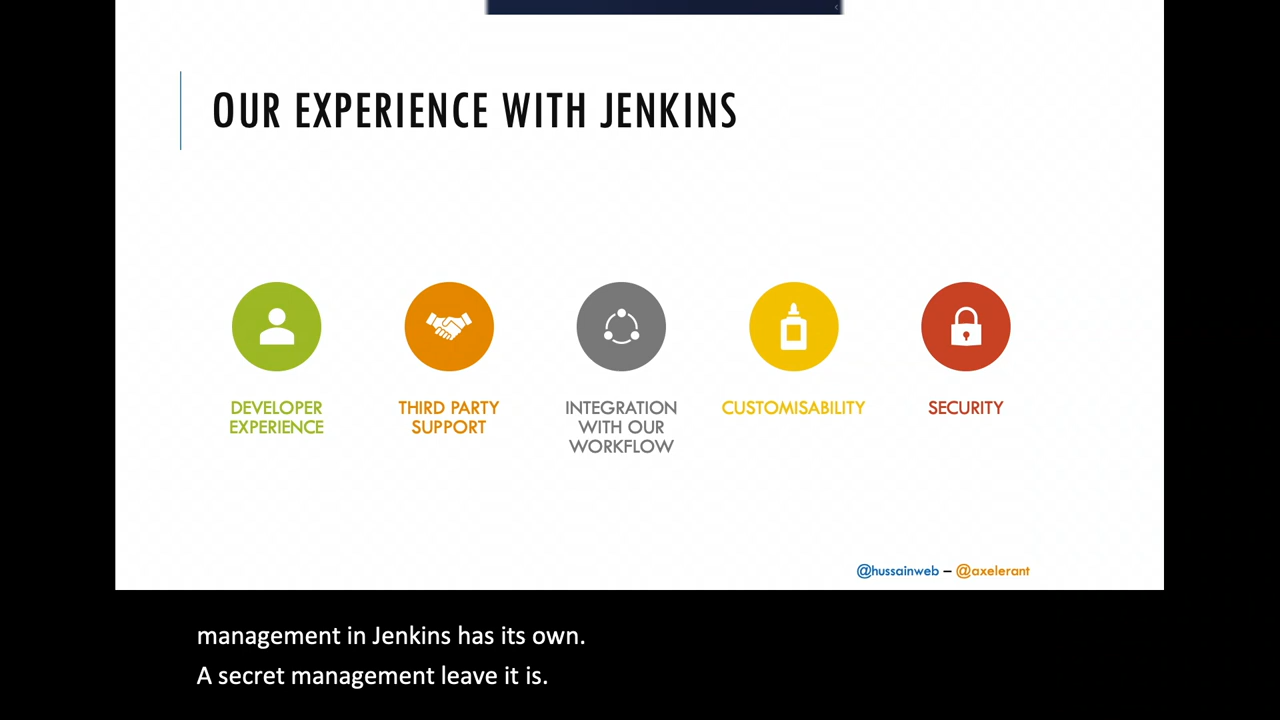 OUR EXPERIENCE WITH JENKINS
DEVELOPER
EXPERIENCE
THIRD PARTY
SUPPORT
INTEGRATION
WITH OUR
WORKFLOW
CUSTOMISABILITY
SECURITY
@hussainweb – @axelerant
management in Jenkins has its own.
A secret management leave it is.